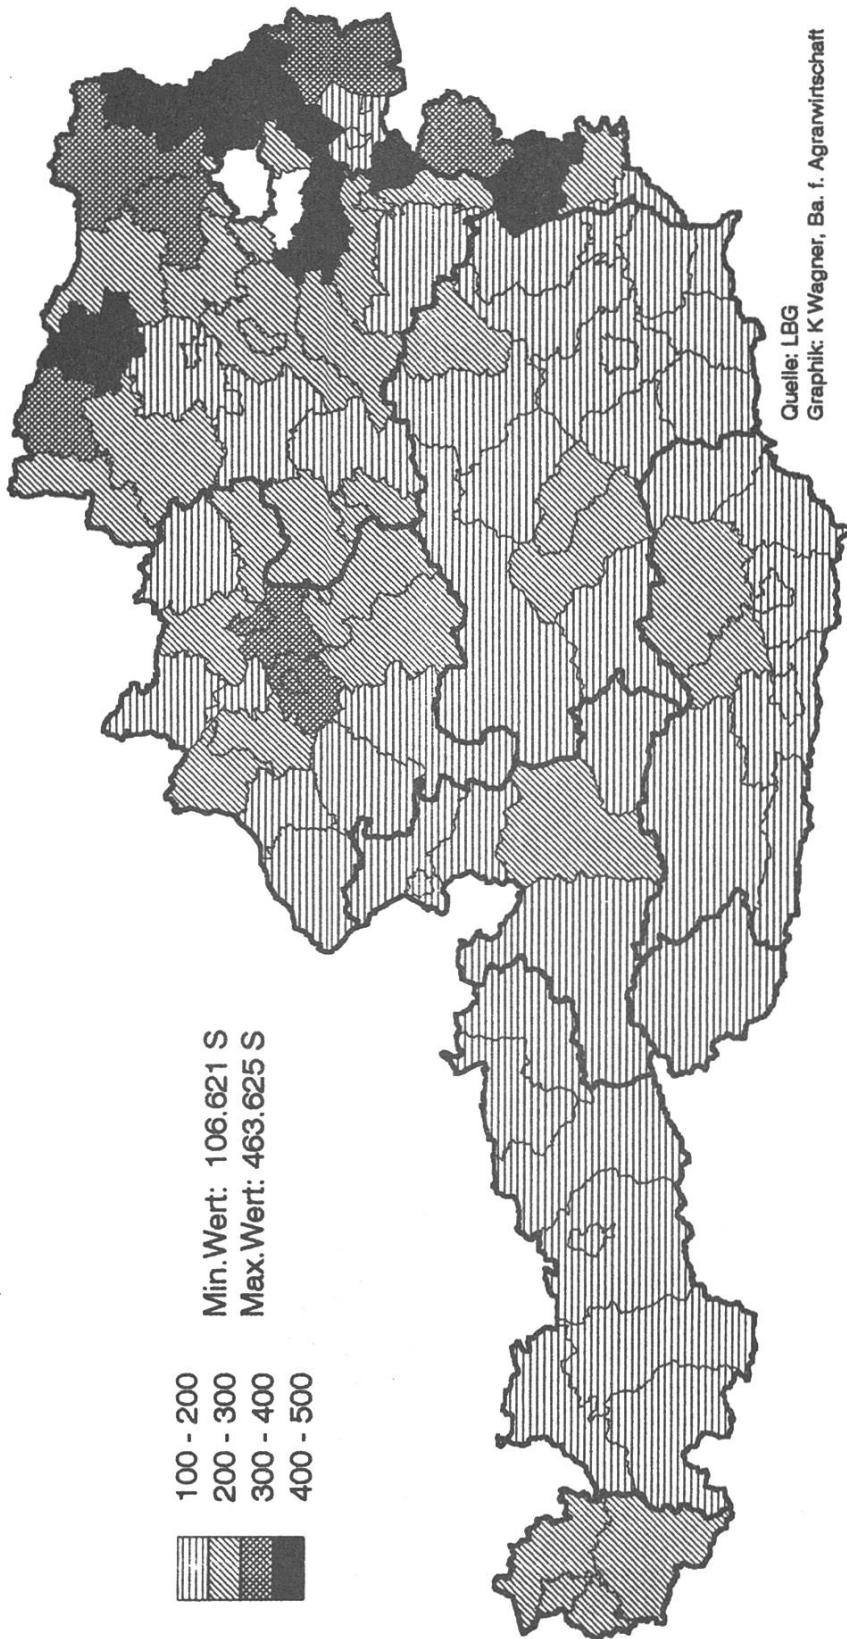 100 - 200
200 - 300
300 - 400
400 - 500
Min.Wert: 106.621 S
Max.Wert: 463.625 S
Quelle: LBG
Graphik: K Wagner, Ba. f. Agrarwirtschaft